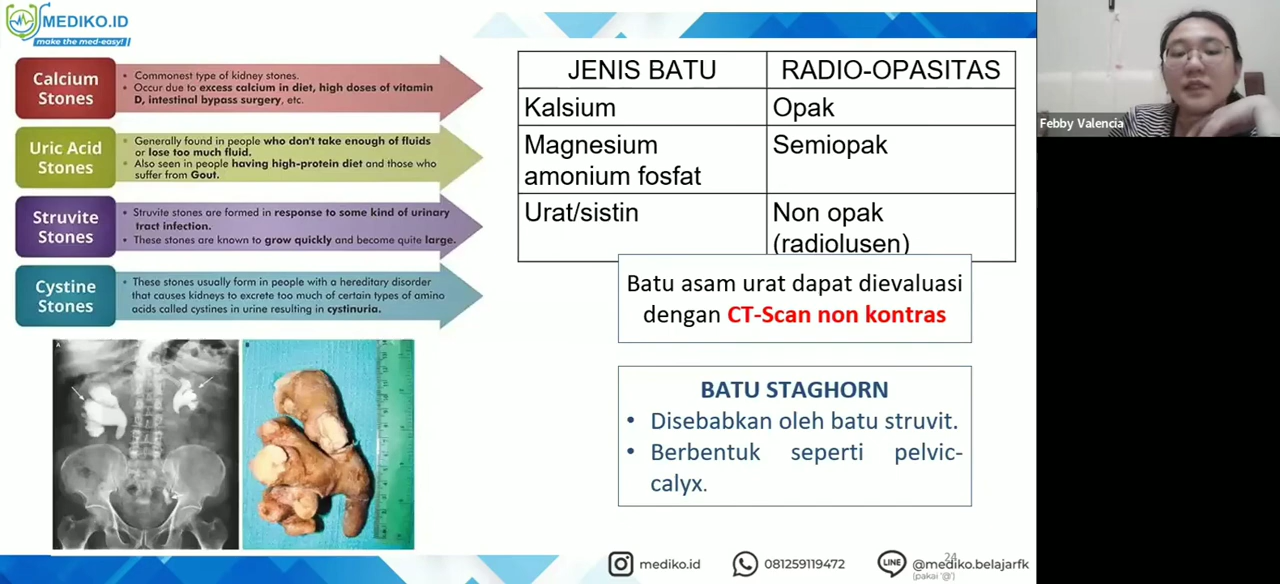 MEDIKO.ID
make the med-easy!
Calcium
Stones
• Commonest type of kidney stones.
• Occur due to excess calcium in diet, high doses of vitamin
D, intestinal bypass surgery, etc.
Uric Acid
Stones
• Generally found in people who don't take enough of fluids
or lose too much fluid.
• Also seen in people having high-protein diet and those who
suffer from Gout.
Struvite
Stones
• Struvite stones are formed in response to some kind of urinary
tract infection.
• These stones are known to grow quickly and become quite large.
Cystine
Stones
• These stones usually form in people with a hereditary disorder
that causes kidneys to excrete too much of certain types of amino
acids called cystines in urine resulting in cystinuria.
A
B
JENIS BATU RADIO-OPASITAS
Kalsium Opak
Magnesium Semiopak
amonium fosfat
Urat/sistin Non opak
(radiolusen)
Batu asam urat dapat dievaluasi
dengan CT-Scan non kontras
BATU STAGHORN
• Disebabkan oleh batu struvit.
• Berbentuk seperti pelvic-
calyx.
Febby Valencia
24
mediko.id 081259119472 LINE @mediko.belajarfk
(pakai '@')